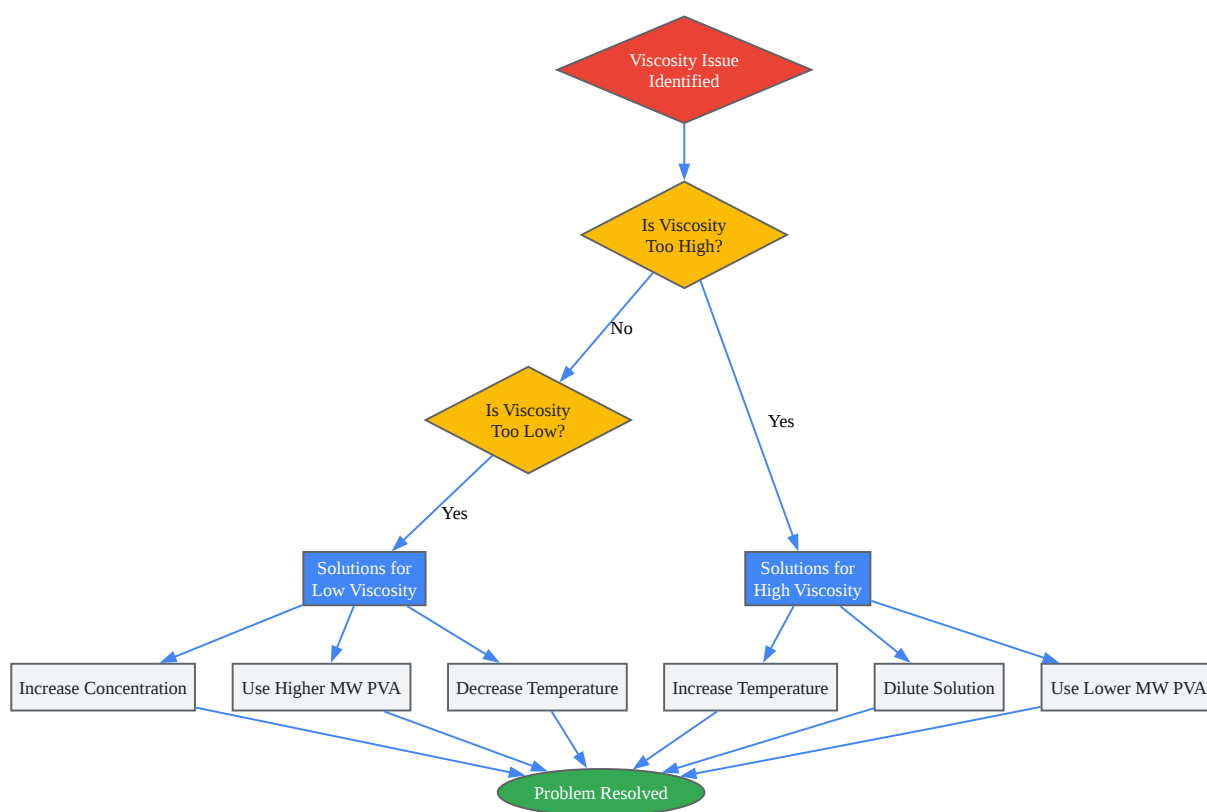 Viscosity Issue
Identified
Is Viscosity
Too High?
No
Is Viscosity
Too Low?
Yes
Yes
Solutions for
Low Viscosity
Solutions for
High Viscosity
Increase Concentration
Use Higher MW PVA
Decrease Temperature
Increase Temperature
Dilute Solution
Use Lower MW PVA
Problem Resolved